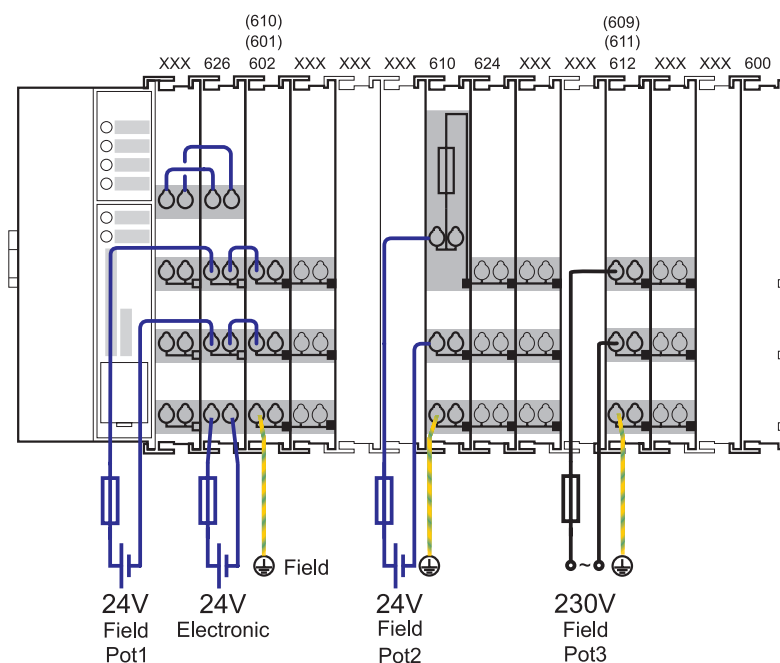 (610) (609)
(601) (611)
XXX 626 602 XXX XXX XXX 610 624 XXX XXX 612 XXX XXX 600
~
Field
24V 24V 24V 230V
Field Electronic Field Field
Pot1 Pot2 Pot3